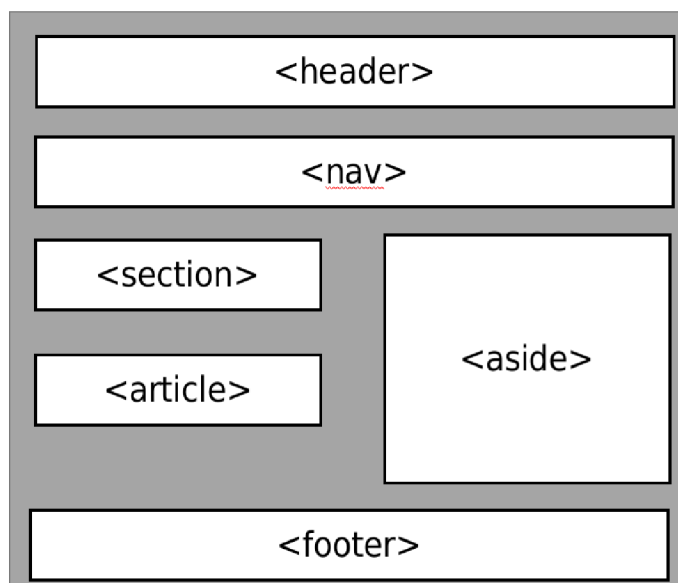 <header>
<nav>
<section>
<article>
<aside>
<footer>